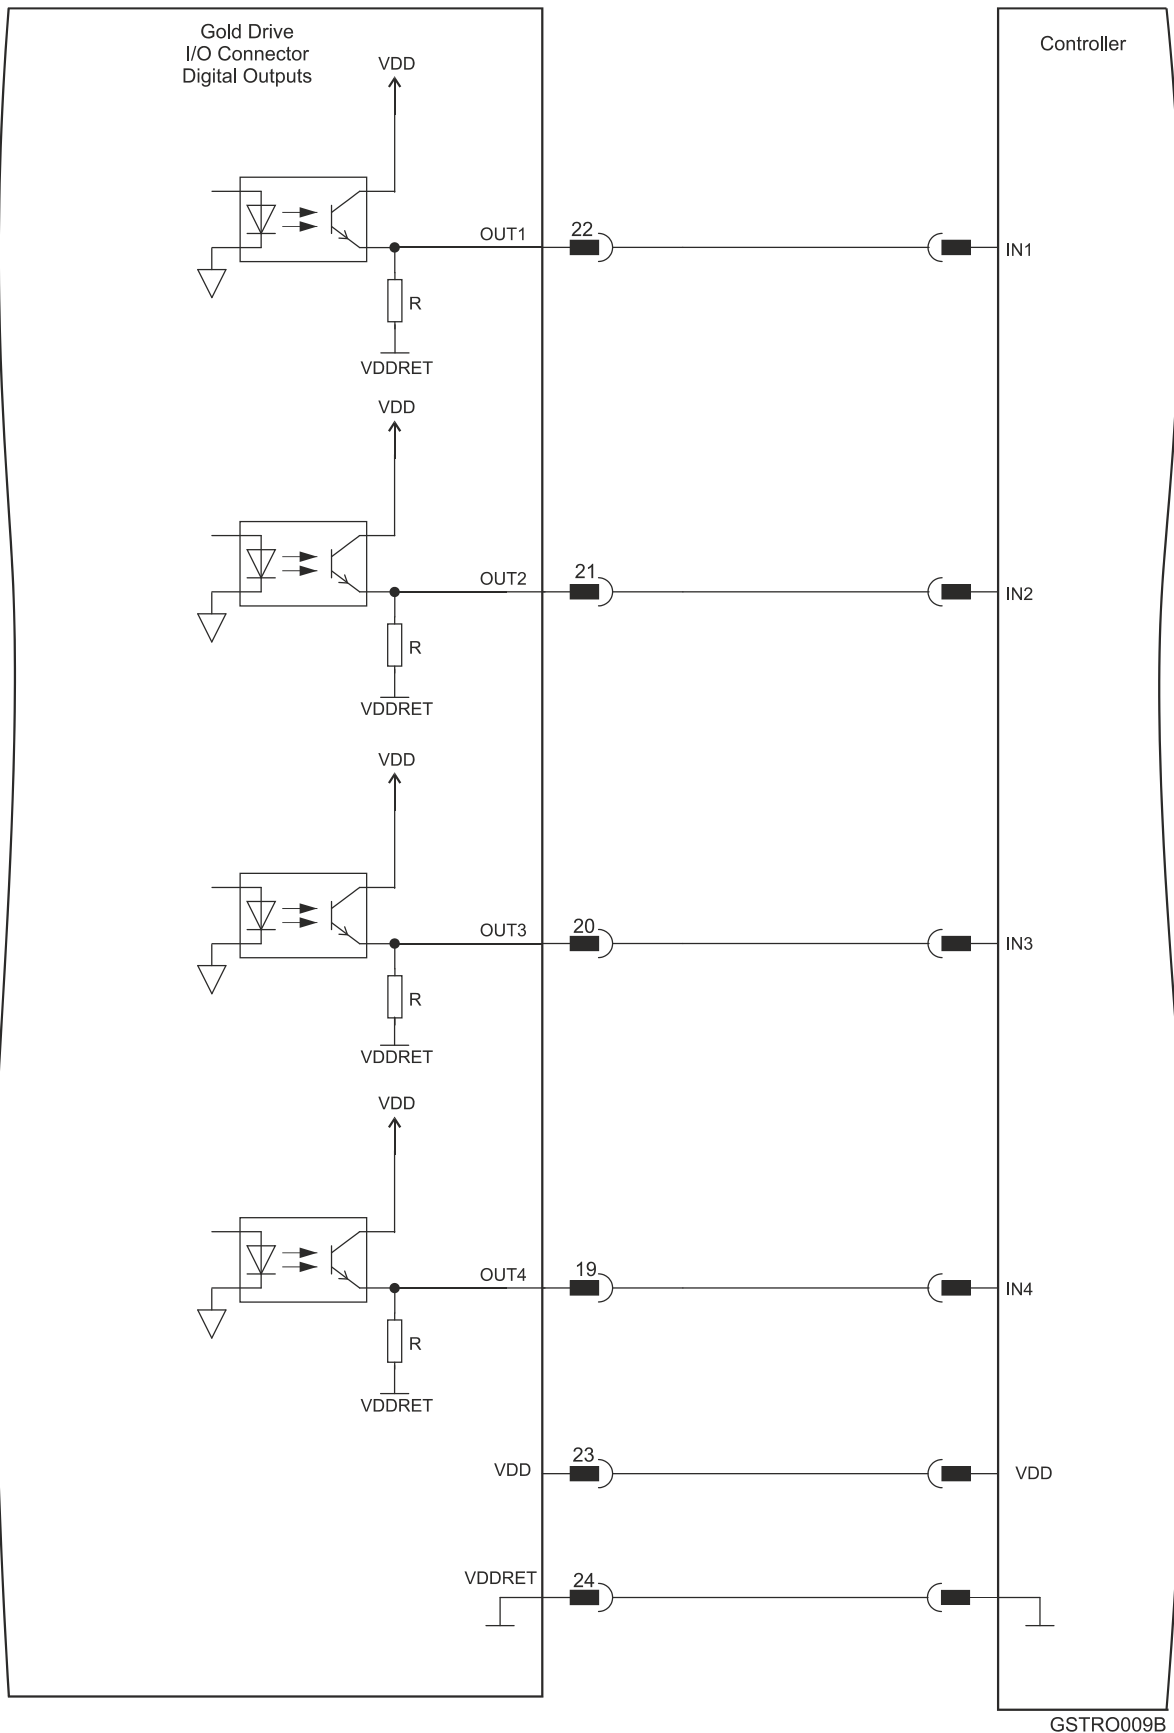 Gold Drive
I/O Connector
Digital Outputs
Controller
VDD
OUT1
22
IN1
R
VDDRET
VDD
OUT2
21
IN2
R
VDDRET
VDD
OUT3
20
IN3
R
VDDRET
VDD
OUT4
19
IN4
R
VDDRET
VDD
23
VDD
VDDRET
24
GSTRO009B